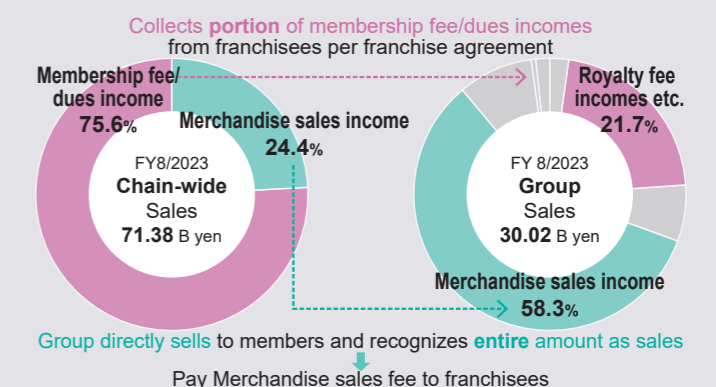 Collects portion of membership fee/dues incomes
from franchisees per franchise agreement
Membership fee/
dues income
75.6%
Merchandise sales income
24.4%
FY8/2023
Chain-wide
Sales
71.38 B yen
Royalty fee
incomes etc.
21.7%
FY 8/2023
Group
Sales
30.02 B yen
Merchandise sales income
58.3%
Group directly sells to members and recognizes entire amount as sales
Pay Merchandise sales fee to franchisees